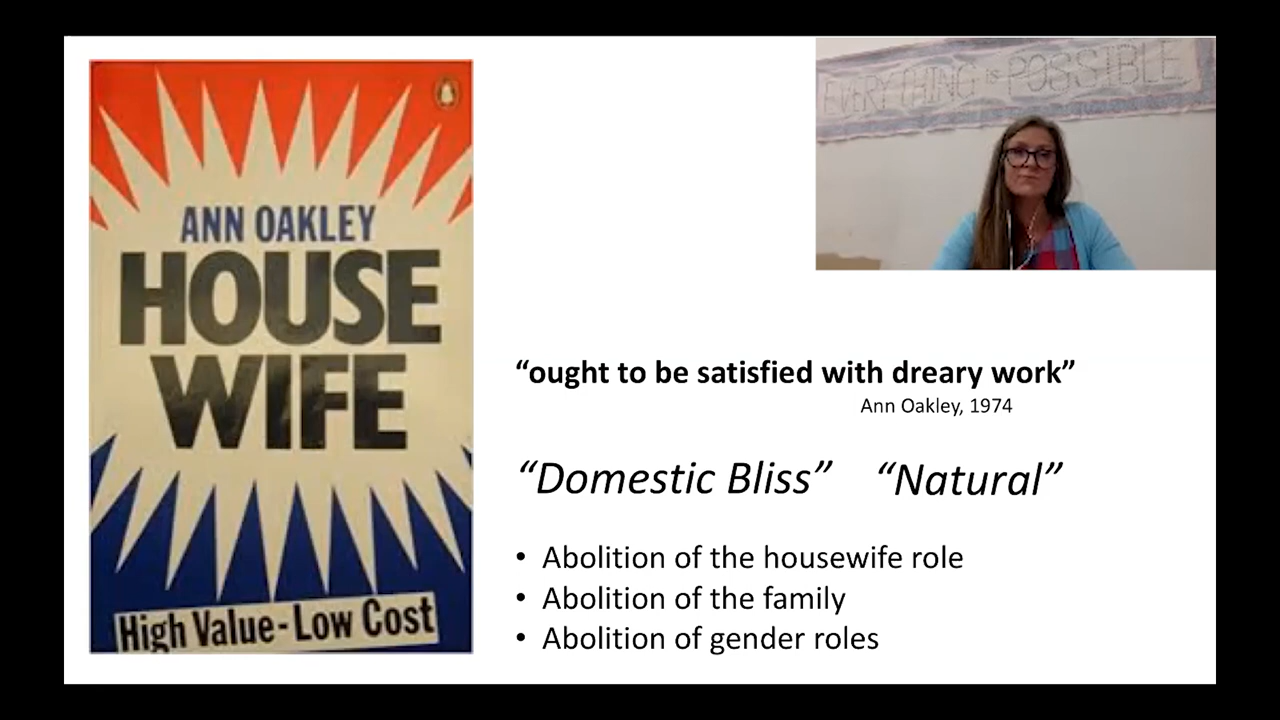 EVERYTHING is POSSIBLE
ANN OAKLEY
HOUSE
WIFE
High Value-Low Cost
“ought to be satisfied with dreary work”
Ann Oakley, 1974
“Domestic Bliss” “Natural”
• Abolition of the housewife role
• Abolition of the family
• Abolition of gender roles